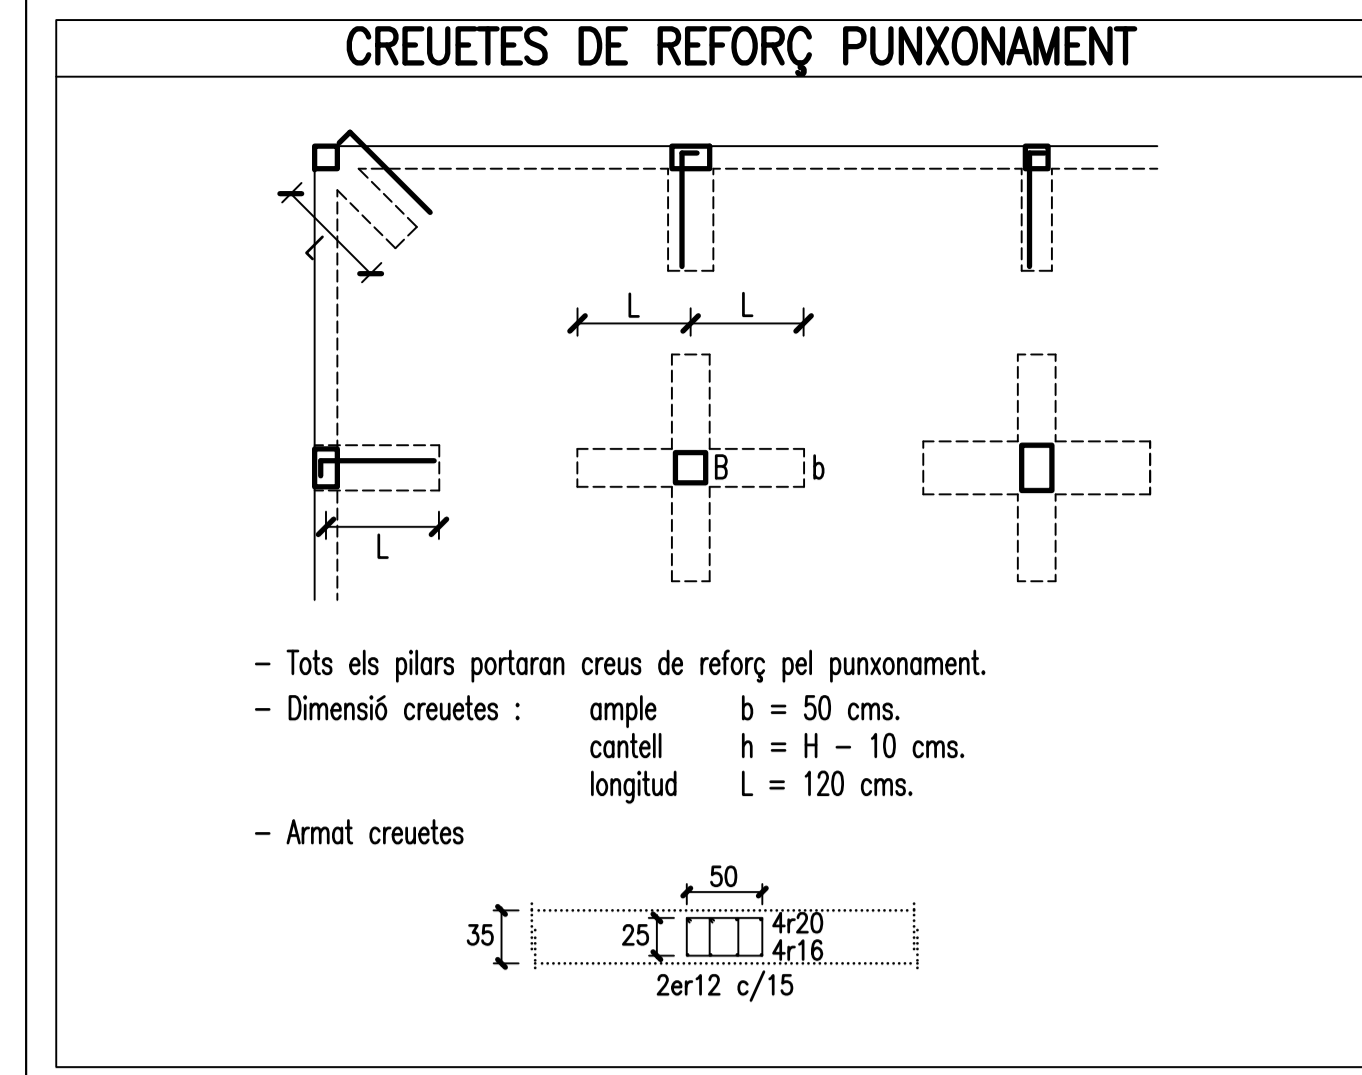 CREUETES DE REFORÇ PUNXONAMENT
L
L L
B b
L
- Tots els pilars portaran creus de reforç pel punxonament.
- Dimensió creuetes : ample b = 50 cms.
cantell h = H - 10 cms.
longitud L = 120 cms.
- Armat creuetes
50
35 25 4r20
4r16
2er12 c/15